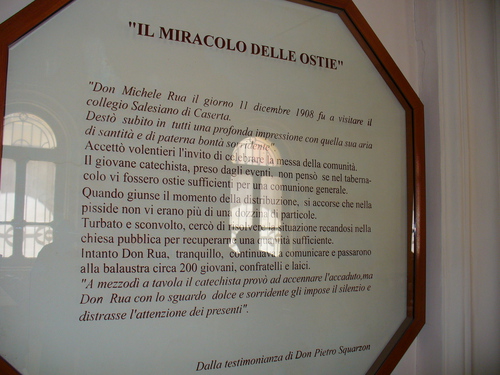 "IL MIRACOLO DELLE OSTIE"
"Don Michele Rua il giorno 11 dicembre 1908 fu a visitare il
collegio Salesiano di Caserta.
Destò subito in tutti una profonda impressione con quella sua aria
di santità e di paterna bontà sorridente
Accettò volentieri l'invito di celebrare la messa della comunità.
Il giovane catechista, preso dagli eventi, non pensò se nel taberna-
colo vi fossero ostie sufficienti per una comunione generale.
Quando giunse il momento della distribuzione, si accorse che nella
pisside non vi erano più di una dozzina di particole.
Turbato e sconvolto, cercò di risolvere la situazione recandosi nella
chiesa pubblica per recuperarne una quantità sufficiente.
Intanto Don Rua, tranquillo, continuava a comunicare e passarono
alla balaustra circa 200 giovani, confratelli e laici.
"A mezzodì a tavola il catechista provò ad accennare l'accaduto,ma
Don Rua con lo sguardo dolce e sorridente gli impose il silenzio e
distrasse l'attenzione dei presenti".
Dalla testimonianza di Don Pietro Squarzon